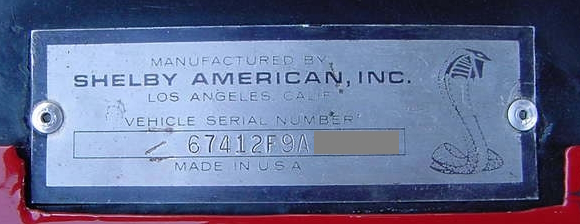 MANUFACTURED BY
SHELBY AMERICAN, INC.
LOS ANGELES, CALIF.
VEHICLE SERIAL NUMBER
67412F9A
MADE IN U.S.A.